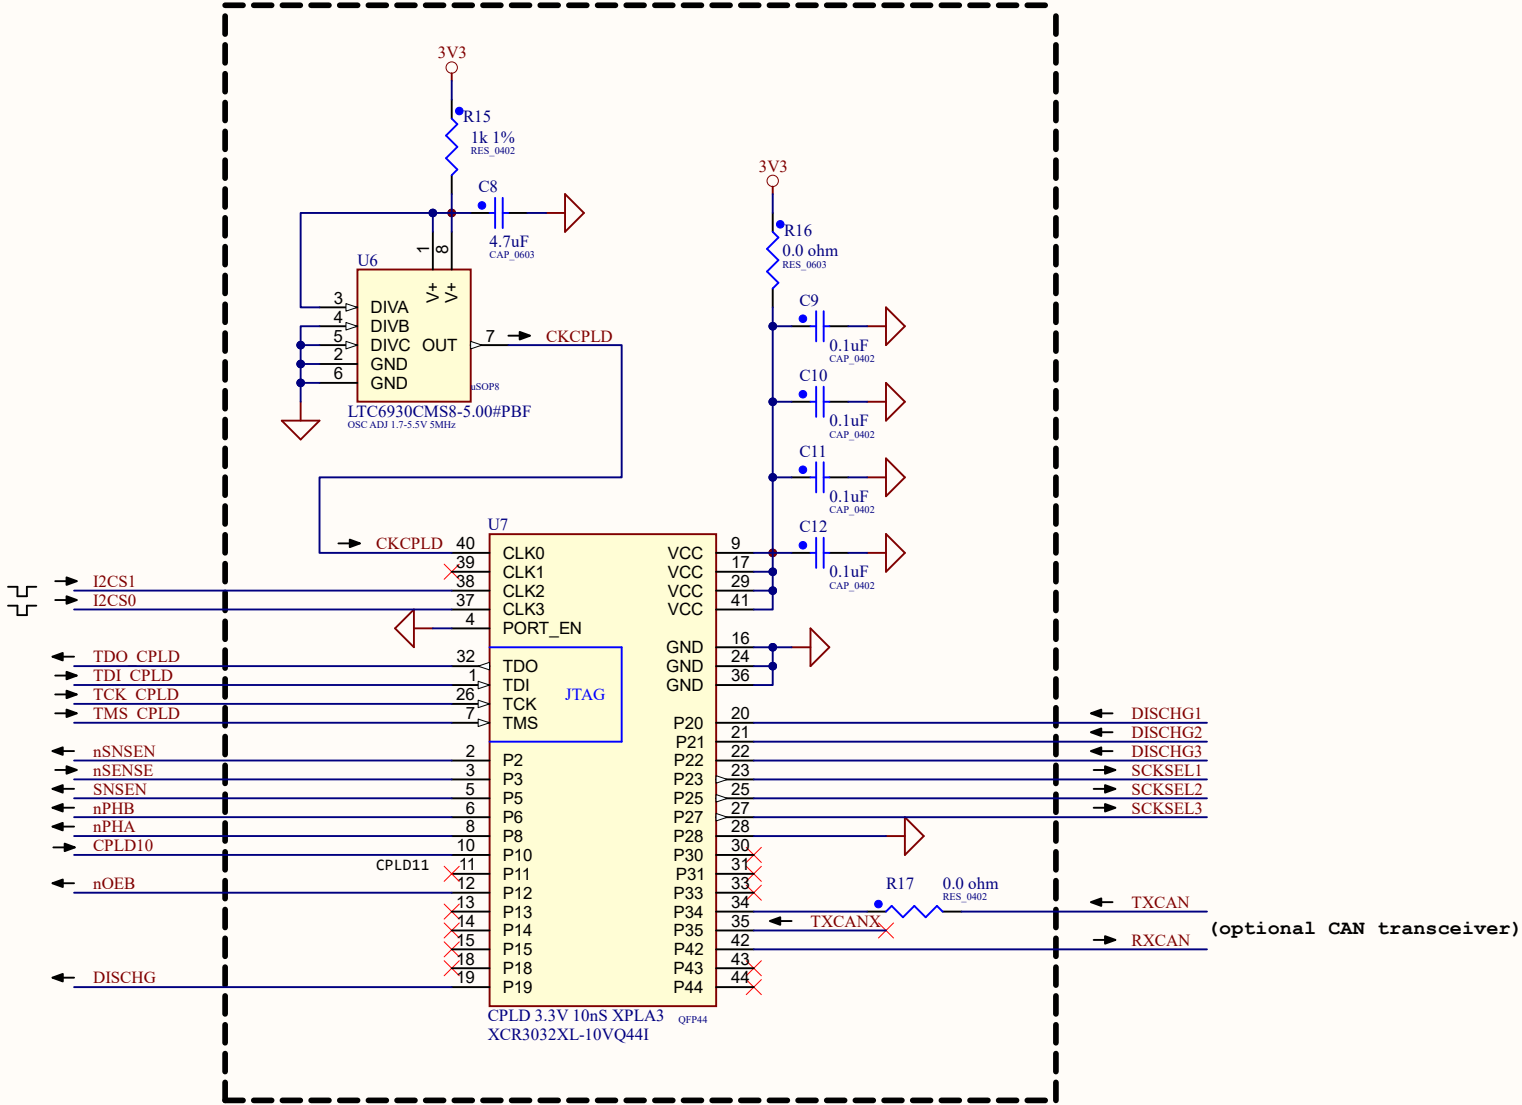 3V3
R15
1k 1%
RES_0402
C8
4.7uF
CAP_0603
1
8
U6
V+
V+
3 DIVA
4 DIVB
5 DIVC
2 GND
6 GND
OUT 7 CKCPLD
uSOP8
LTC6930CMS8-5.00#PBF
OSC ADJ 1.7-5.5V 5MHz
3V3
R16
0.0 ohm
RES_0603
C9
0.1uF
CAP_0402
C10
0.1uF
CAP_0402
C11
0.1uF
CAP_0402
C12
0.1uF
CAP_0402
U7
CKCPLD 40 CLK0
39 CLK1
I2CS1 38 CLK2
I2CS0 37 CLK3
4 PORT_EN
TDO_CPLD 32 TDO
TDI_CPLD 1 TDI
TCK_CPLD 26 TCK
TMS_CPLD 7 TMS
JTAG
nSNSEN 2 P2
nSENSE 3 P3
SNSEN 5 P5
nPHB 6 P6
nPHA 8 P8
CPLD10 10 P10
CPLD11 11 P11
nOEB 12 P12
13 P13
14 P14
15 P15
18 P18
DISCHG 19 P19
VCC 9
VCC 17
VCC 29
VCC 41
GND 16
GND 24
GND 36
P20 20 DISCHG1
P21 21 DISCHG2
P22 22 DISCHG3
P23 23 SCKSEL1
P25 25 SCKSEL2
P27 27 SCKSEL3
P28 28
P30 30
P31 31
P33 33
R17 0.0 ohm
RES_0402
P34 34 TXCAN
P35 35 TXCANX
(optional CAN transceiver)
P42 42 RXCAN
P43 43
P44 44
CPLD 3.3V 10nS XPLA3
QFP44
XCR3032XL-10VQ44I